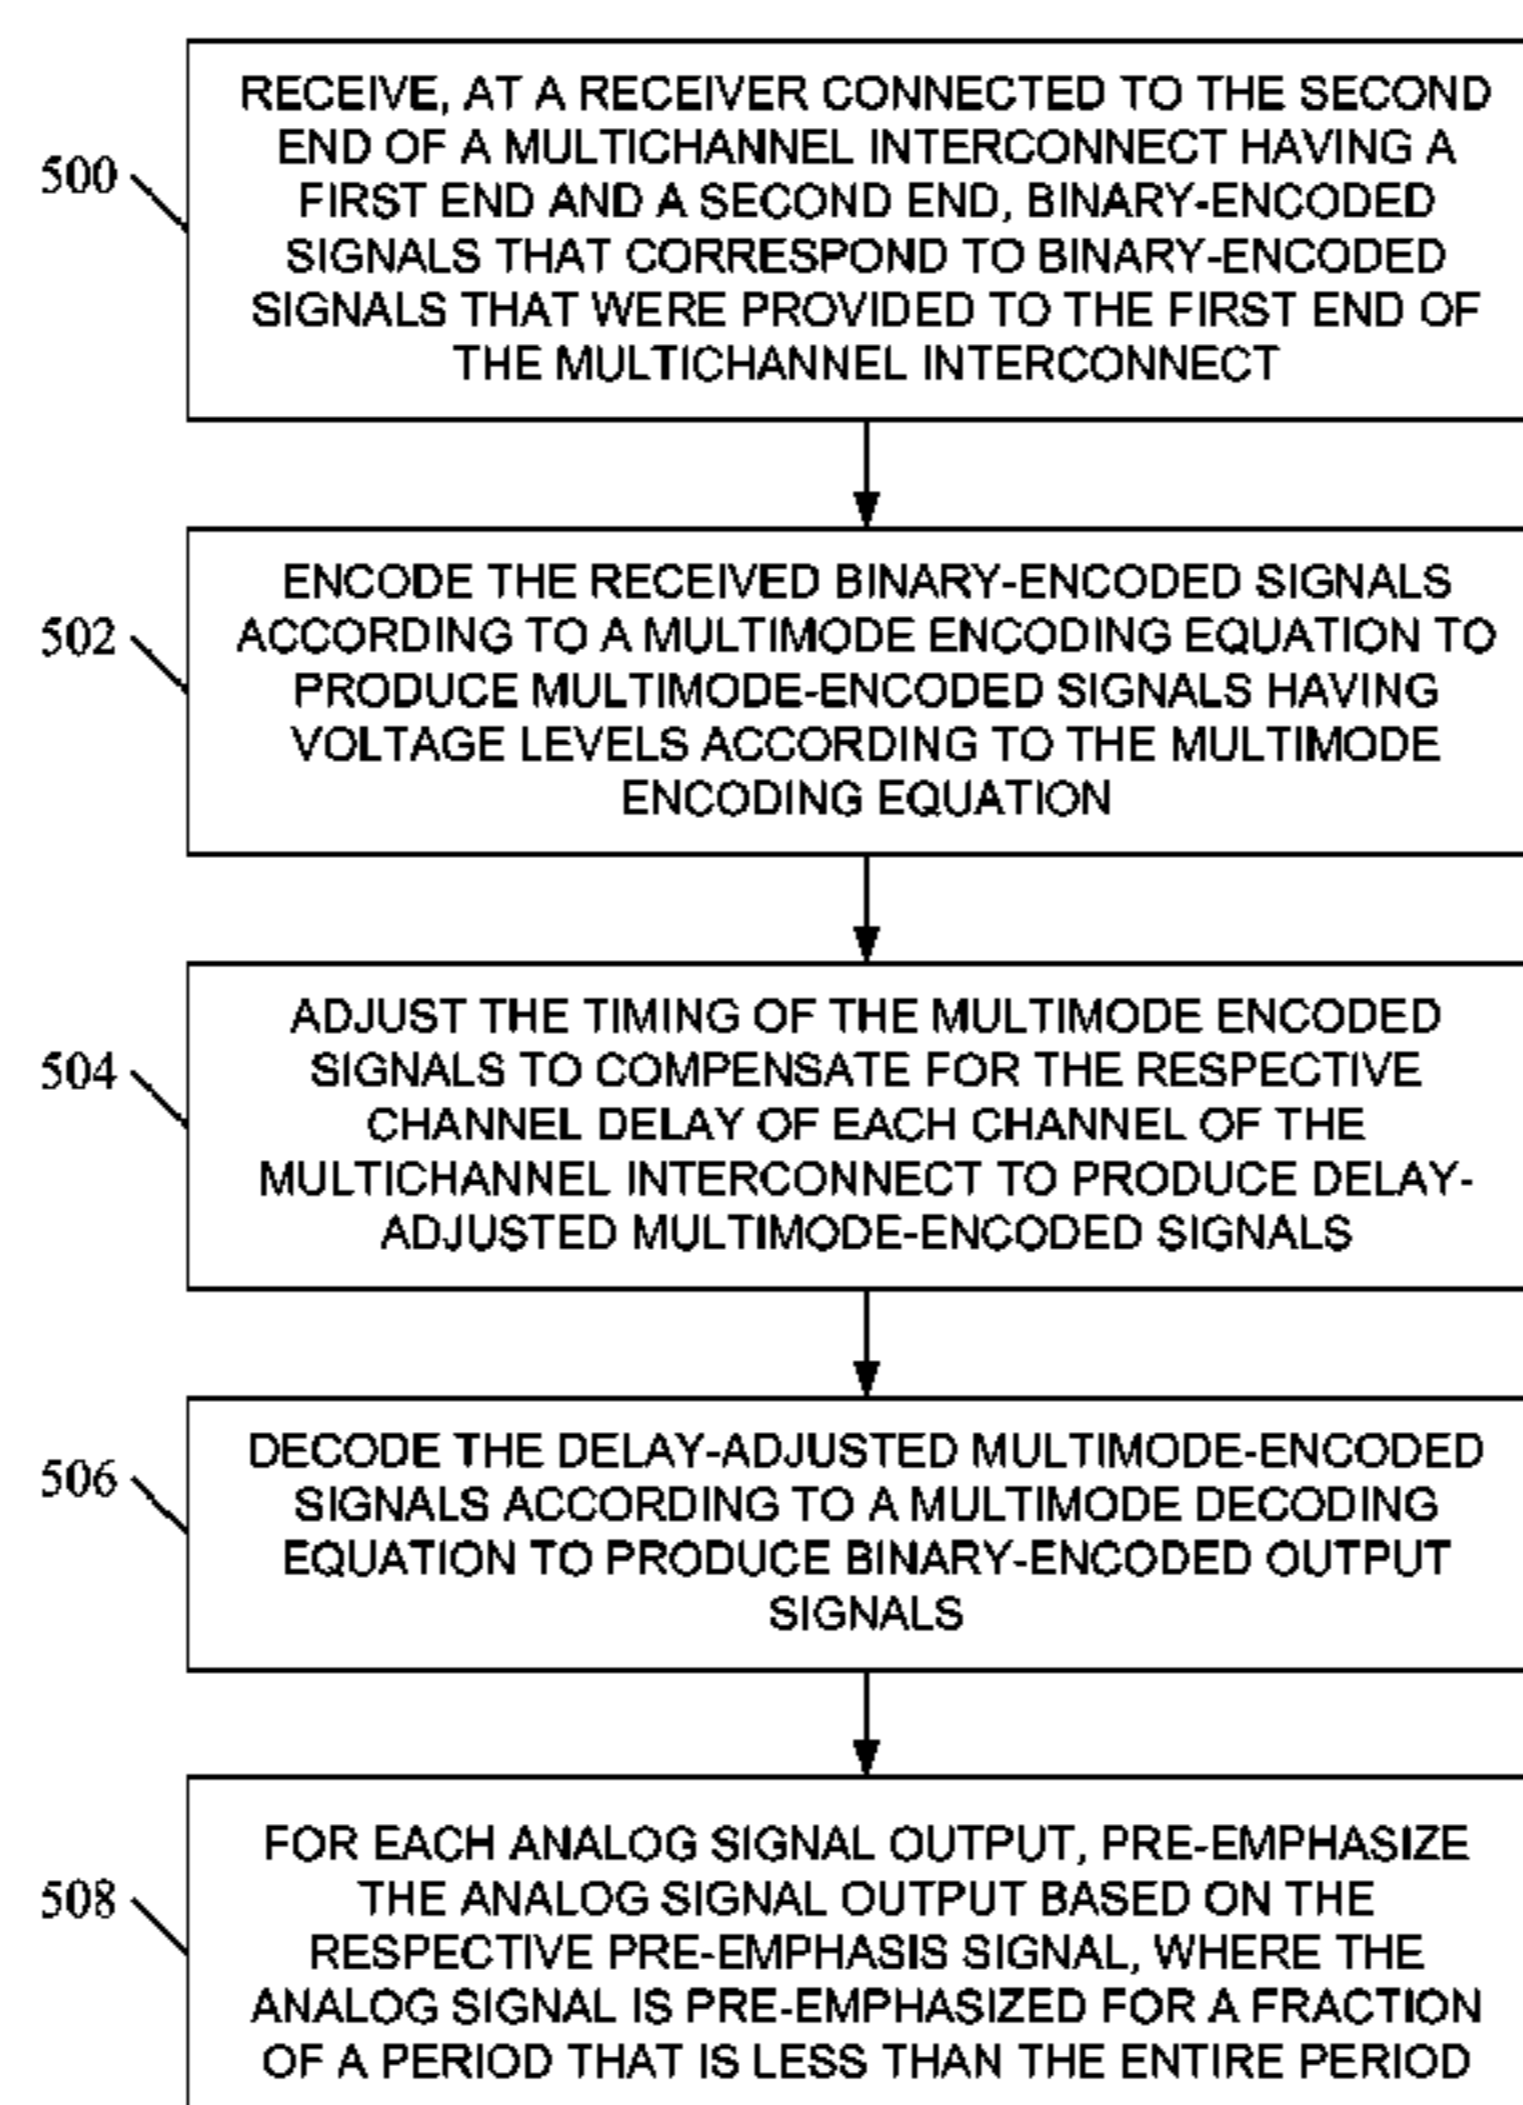 RECEIVE, AT A RECEIVER CONNECTED TO THE SECOND
END OF A MULTICHANNEL INTERCONNECT HAVING A
500
FIRST END AND A SECOND END, BINARY-ENCODED
SIGNALS THAT CORRESPOND TO BINARY-ENCODED
SIGNALS THAT WERE PROVIDED TO THE FIRST END OF
THE MULTICHANNEL INTERCONNECT
ENCODE THE RECEIVED BINARY-ENCODED SIGNALS
502
ACCORDING TO A MULTIMODE ENCODING EQUATION TO
PRODUCE MULTIMODE-ENCODED SIGNALS HAVING
VOLTAGE LEVELS ACCORDING TO THE MULTIMODE
ENCODING EQUATION
ADJUST THE TIMING OF THE MULTIMODE ENCODED
504
SIGNALS TO COMPENSATE FOR THE RESPECTIVE
CHANNEL DELAY OF EACH CHANNEL OF THE
MULTICHANNEL INTERCONNECT TO PRODUCE DELAY-
ADJUSTED MULTIMODE-ENCODED SIGNALS
DECODE THE DELAY-ADJUSTED MULTIMODE-ENCODED
506
SIGNALS ACCORDING TO A MULTIMODE DECODING
EQUATION TO PRODUCE BINARY-ENCODED OUTPUT
SIGNALS
FOR EACH ANALOG SIGNAL OUTPUT, PRE-EMPHASIZE
508
THE ANALOG SIGNAL OUTPUT BASED ON THE
RESPECTIVE PRE-EMPHASIS SIGNAL, WHERE THE
ANALOG SIGNAL IS PRE-EMPHASIZED FOR A FRACTION
OF A PERIOD THAT IS LESS THAN THE ENTIRE PERIOD